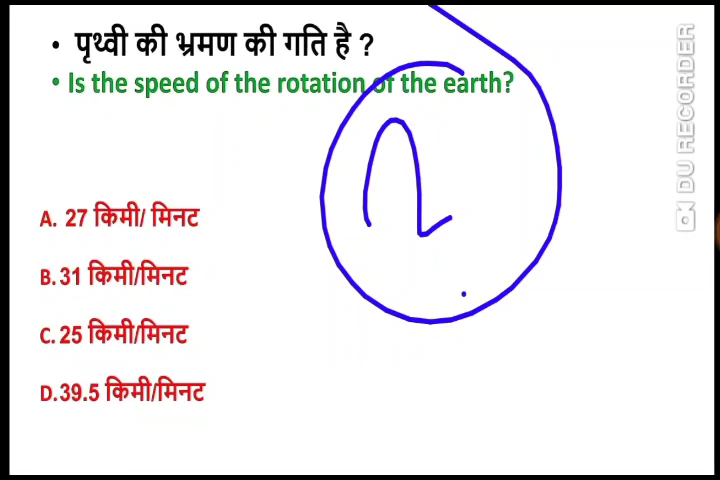 • पृथ्वी की भ्रमण की गति है ?
• Is the speed of the rotation of the earth?
A. 27 किमी/ मिनट
B. 31 किमी/मिनट
C. 25 किमी/मिनट
D. 39.5 किमी/मिनट
DU RECORDER